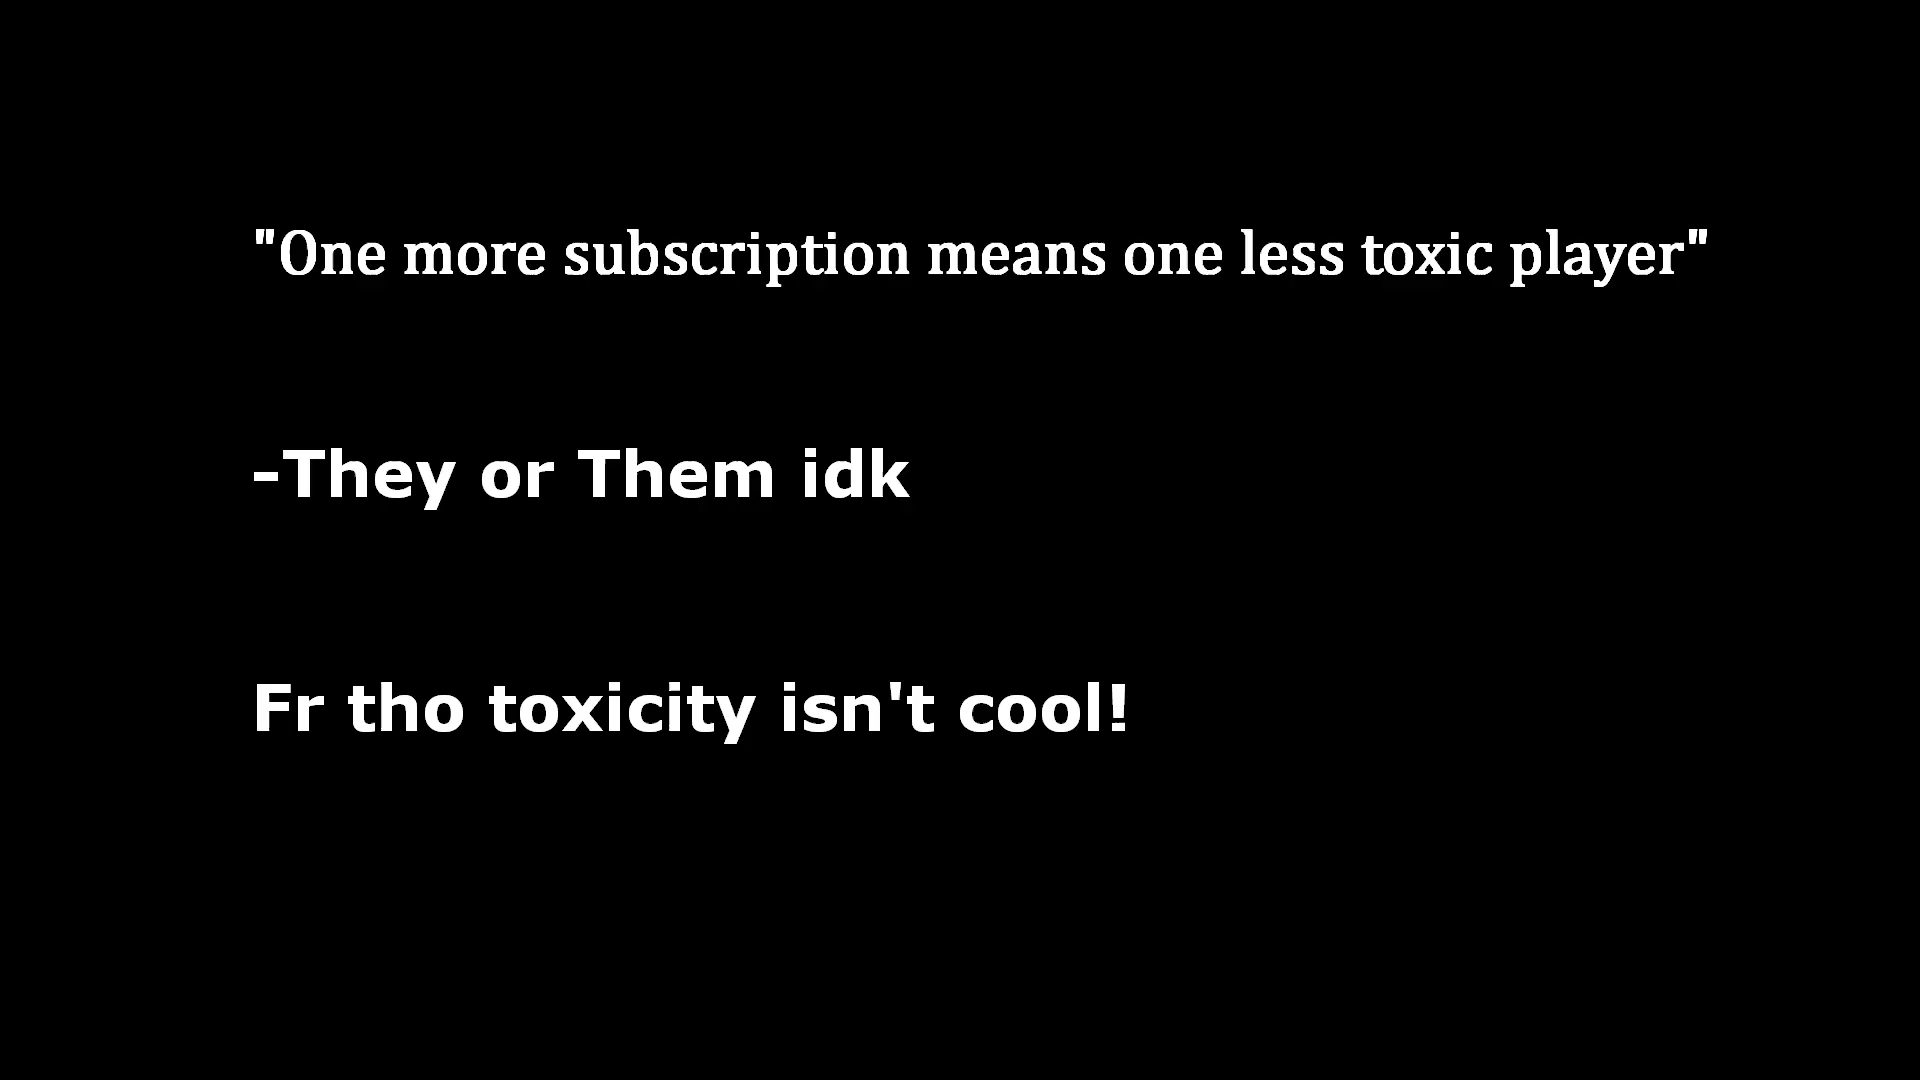 "One more subscription means one less toxic player"
-They or Them idk
Fr tho toxicity isn't cool!